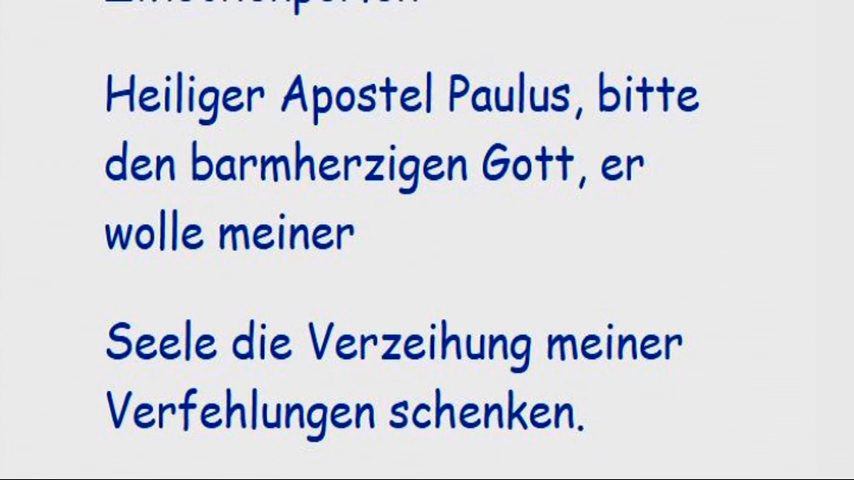 Heiliger Apostel Paulus, bitte
den barmherzigen Gott, er
wolle meiner
Seele die Verzeihung meiner
Verfehlungen schenken.